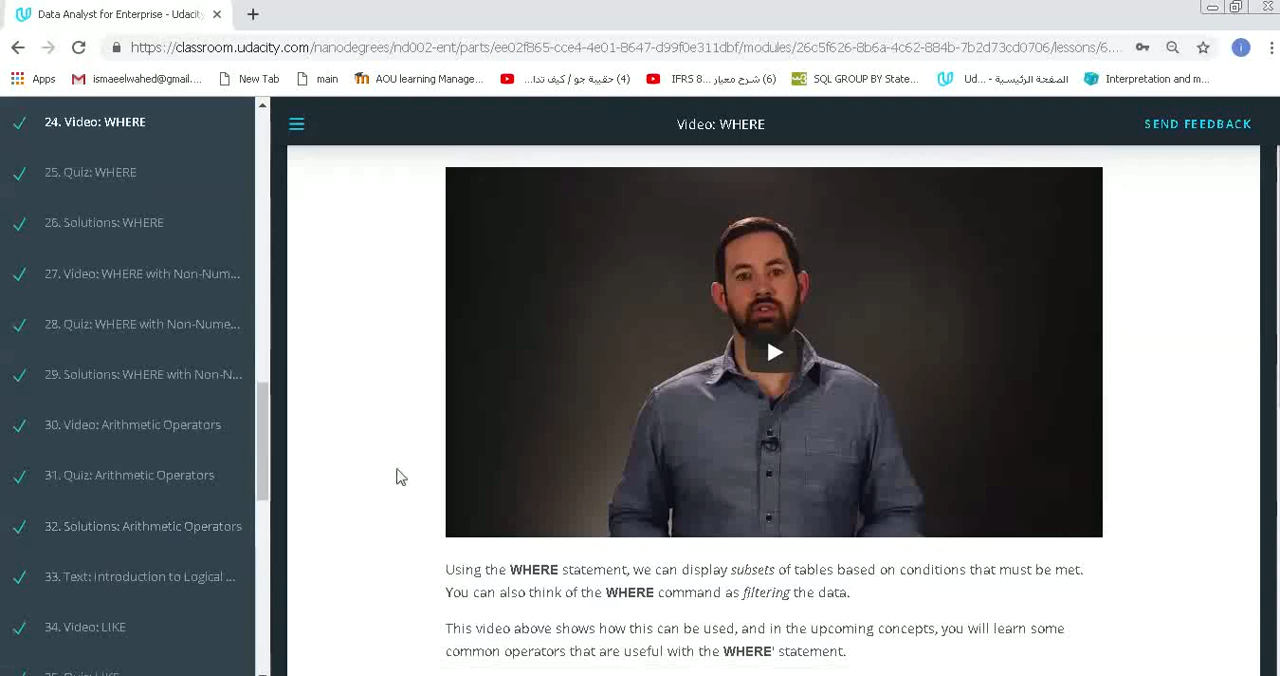 Data Analyst for Enterprise - Udacity
https://classroom.udacity.com/nanodegrees/nd002-ent/parts/ee02f865-cce4-4e01-8647-d99f0e311dbf/modules/26c5f626-8b6a-4c62-884b-7b2d73cd0706/lessons/6....
i
Apps
ismaeelwahed@gmail....
New Tab
main
AOU learning Manage...
(4) حقيبة جو / كيف تدا...
(6) شرح معيار IFRS 8...
SQL GROUP BY State...
الصفحة الرئيسية - Ud...
Interpretation and m...
24. Video: WHERE
25. Quiz: WHERE
26. Solutions: WHERE
27. Video: WHERE with Non-Num...
28. Quiz: WHERE with Non-Nume...
29. Solutions: WHERE with Non-N...
30. Video: Arithmetic Operators
31. Quiz: Arithmetic Operators
32. Solutions: Arithmetic Operators
33. Text: Introduction to Logical ...
34. Video: LIKE
Video: WHERE
SEND FEEDBACK
Using the WHERE statement, we can display subsets of tables based on conditions that must be met.
You can also think of the WHERE command as filtering the data.
This video above shows how this can be used, and in the upcoming concepts, you will learn some
common operators that are useful with the WHERE' statement.